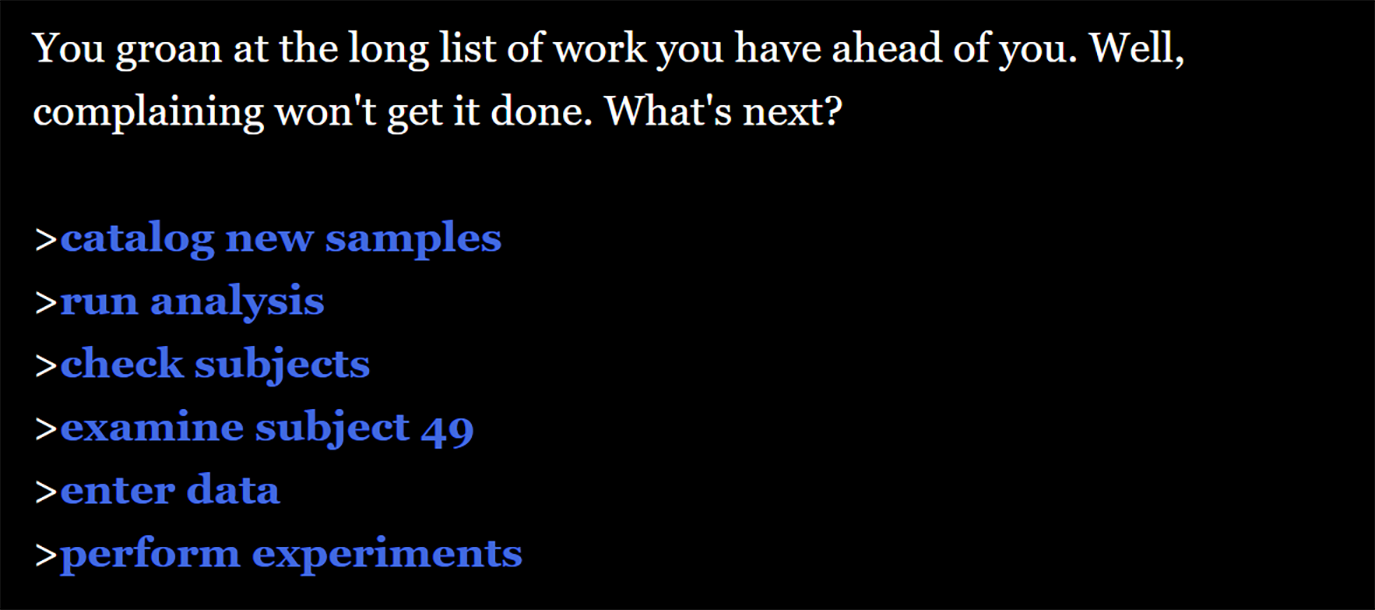 You groan at the long list of work you have ahead of you. Well,
complaining won't get it done. What's next?
>catalog new samples
>run analysis
>check subjects
>examine subject 49
>enter data
>perform experiments